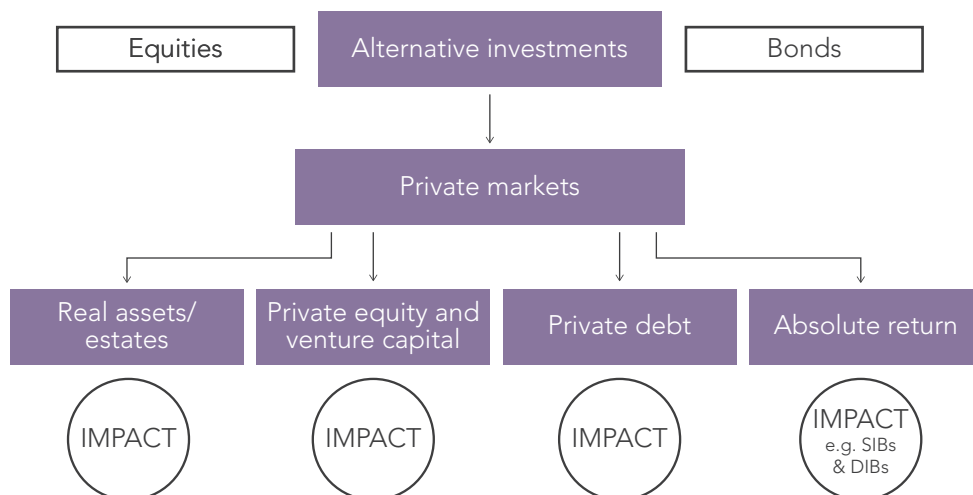 Equities
Alternative investments
Bonds
Private markets
Real assets/
estates
Private equity and
venture capital
Private debt
Absolute return
IMPACT
IMPACT
IMPACT
IMPACT
e.g. SIBs
& DIBs